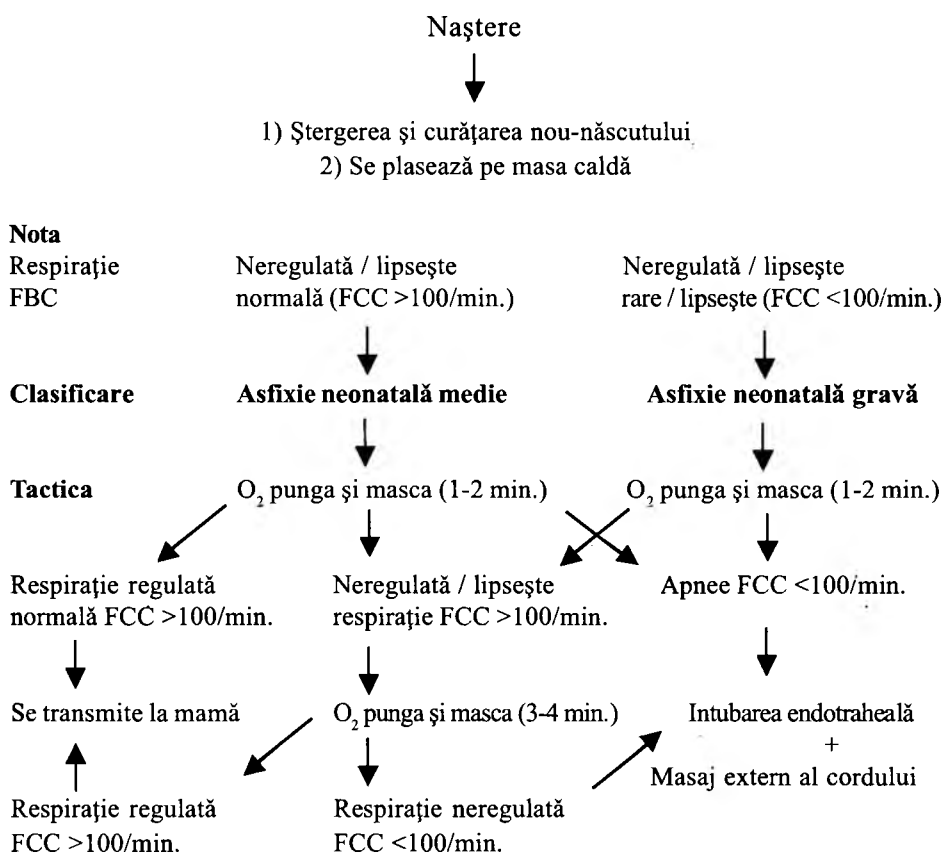 Naştere
1) Ştergerea şi curăţarea nou-născutului
2) Se plasează pe masa caldă
Nota
Respiraţie Neregulată / lipseşte Neregulată / lipseşte
FBC normală (FCC >100/min.) rare / lipseşte (FCC <100/min.)
Clasificare Asfixie neonatală medie Asfixie neonatală gravă
Tactica O₂ punga şi masca (1-2 min.) O₂ punga şi masca (1-2 min.)
Respiraţie regulată Neregulată / lipseşte Apnee FCC <100/min.
normală FCC >100/min. respiraţie FCC >100/min.
Se transmite la mamă O₂ punga şi masca (3-4 min.) Intubarea endotraheală
+
Masaj extern al cordului
Respiraţie regulată Respiraţie neregulată
FCC >100/min. FCC <100/min.